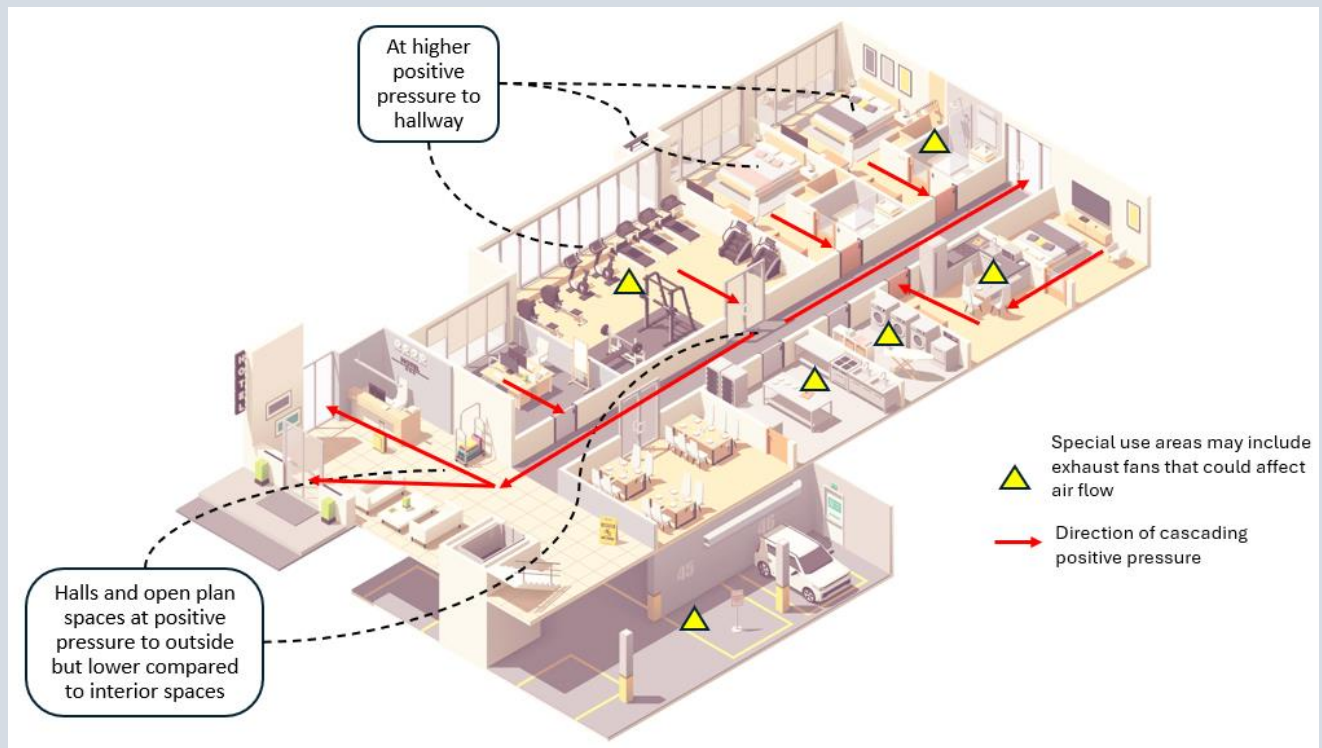 At higher
positive
pressure to
hallway
HOTEL
Halls and open plan
spaces at positive
pressure to outside
but lower compared
to interior spaces
Special use areas may include
exhaust fans that could affect
air flow
Direction of cascading
positive pressure
45
46